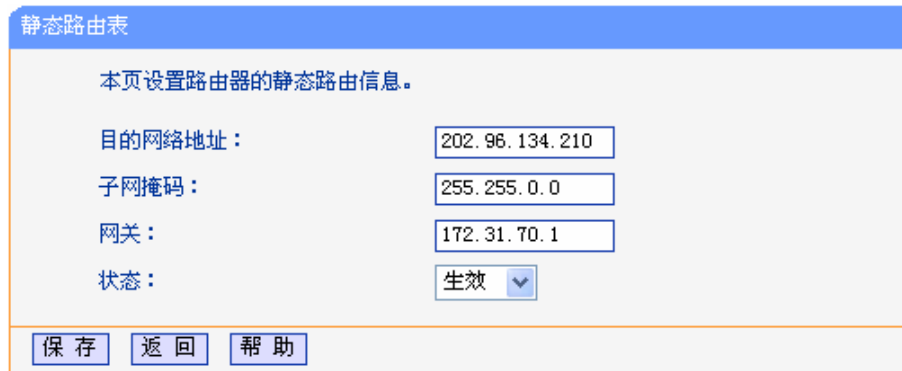 静态路由表
本页设置路由器的静态路由信息。
目的网络地址： 202.96.134.210
子网掩码： 255.255.0.0
网关： 172.31.70.1
状态： 生效
保 存 返 回 帮 助